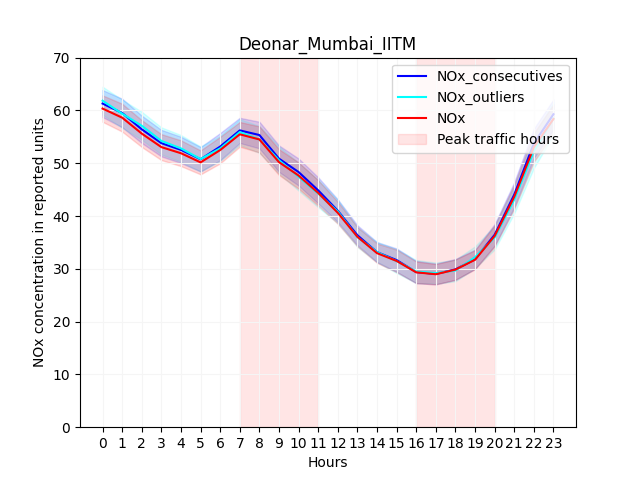 Deonar_Mumbai_IITM
NOx concentration in reported units
70
60
50
40
30
20
10
0
NOx_consecutives
NOx_outliers
NOx
Peak traffic hours
0 1 2 3 4 5 6 7 8 9 10 11 12 13 14 15 16 17 18 19 20 21 22 23
Hours